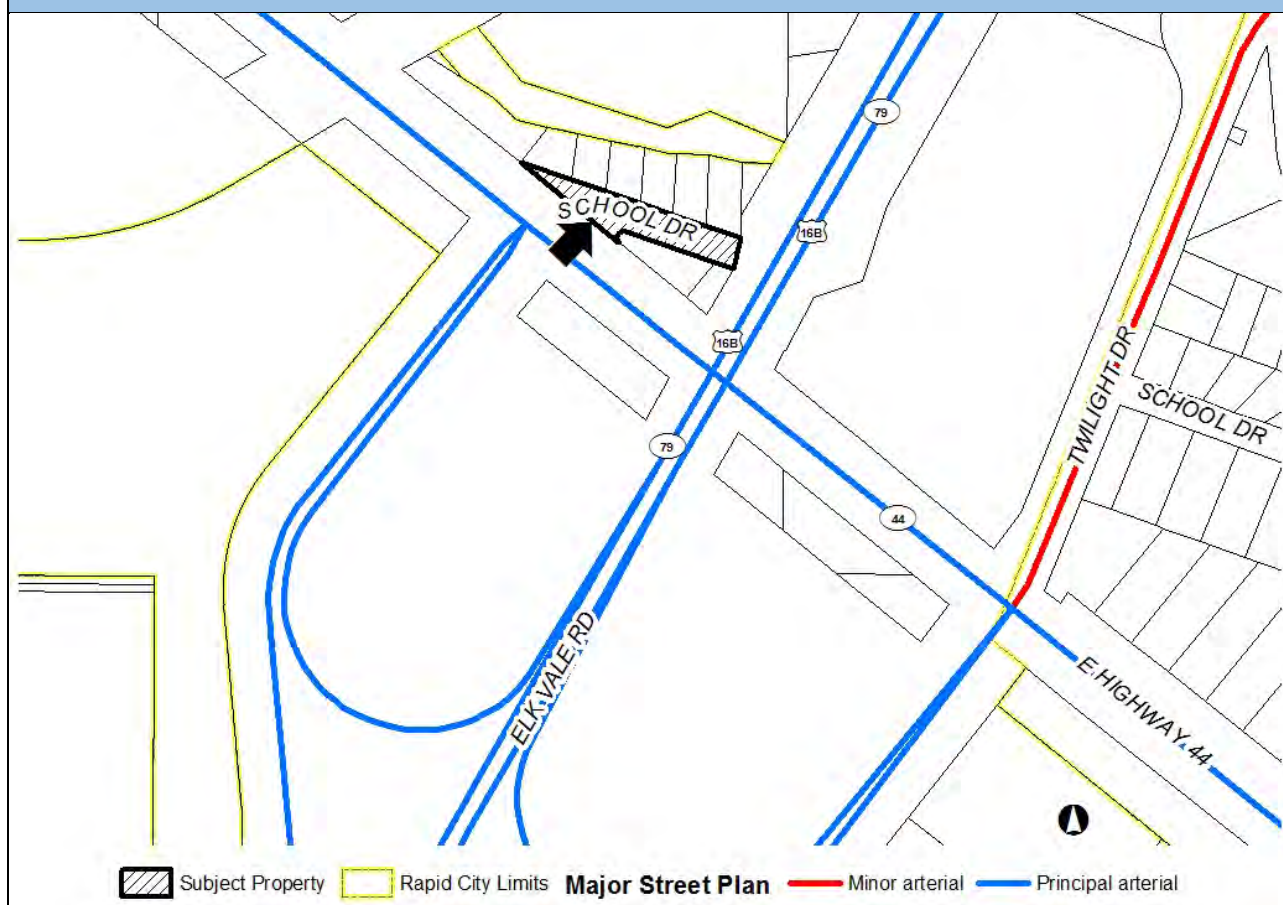 79
SCHOOL DR
16B
16B
TWILIGHT DR
SCHOOL DR
79
44
ELK VALE RD
E HIGHWAY 44
Subject Property
Rapid City Limits
Major Street Plan
Minor arterial
Principal arterial